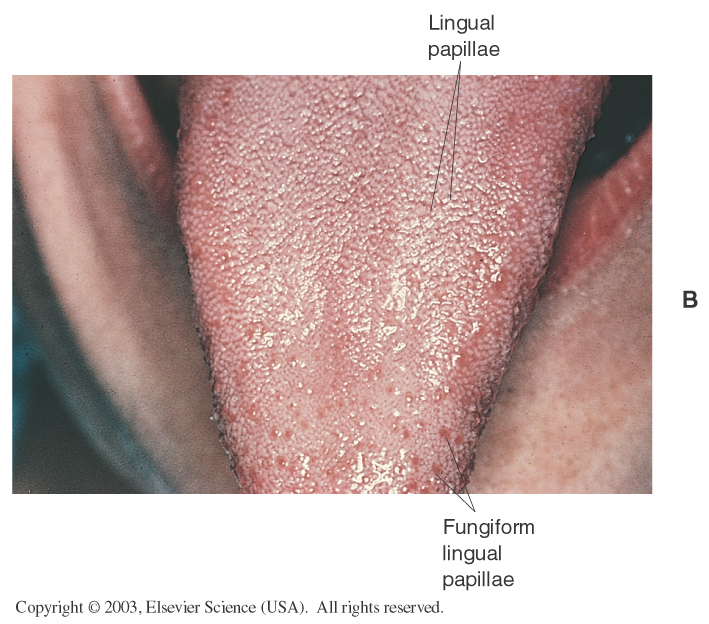 Lingual
papillae
B
Fungiform
lingual
papillae
Copyright © 2003, Elsevier Science (USA).  All rights reserved.